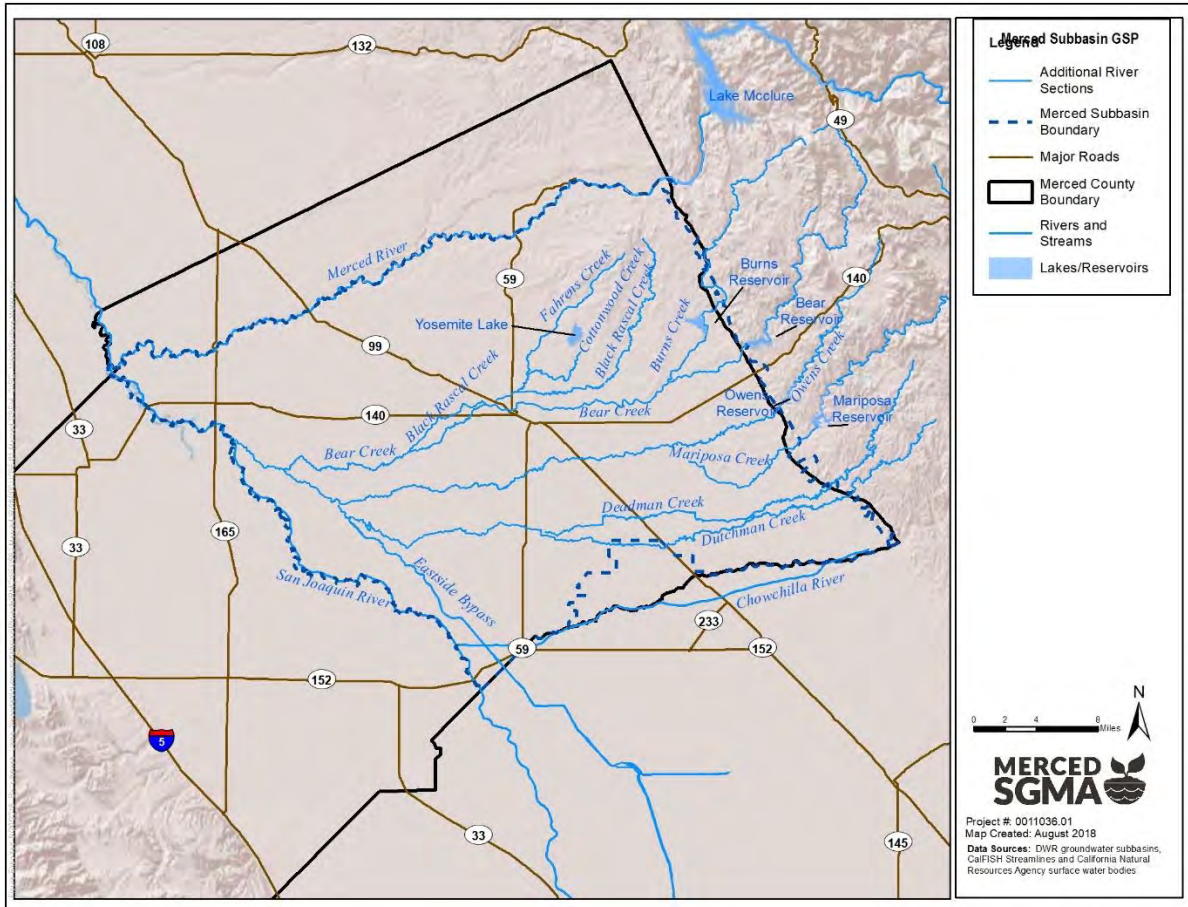 108
132
Lake Mcclure
49
Merced River
59
Fahrens Creek
Cottonwood Creek
Black Rascal Creek
Burns Creek
Burns
Reservoir
Bear
Reservoir
140
Yosemite Lake
99
Black Rascal Creek
Owens Creek
Bear Creek
Owens
Reservoir
Mariposa
Reservoir
140
33
Bear Creek
Mariposa Creek
Deadman Creek
Dutchman Creek
165
33
Eastside Bypass
San Joaquin River
Chowchilla River
233
59
152
152
5
33
145
Merced Subbasin GSP
Legend
Additional River
Sections
Merced Subbasin
Boundary
Major Roads
Merced County
Boundary
Rivers and
Streams
Lakes/Reservoirs
N
0 2 4 8
Miles
MERCED
SGMA
Project #: 0011036.01
Map Created: August 2018
Data Sources: DWR groundwater subbasins,
CalFISH Streamlines and California Natural
Resources Agency surface water bodies